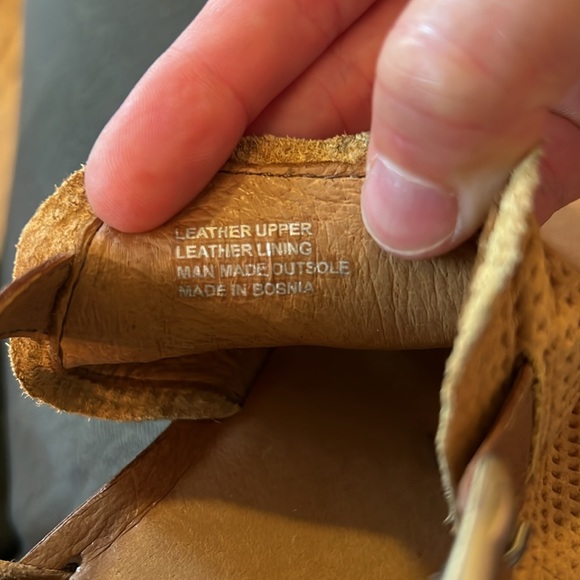 LEATHER UPPER
LEATHER LINING
MAN MADE OUTSOLE
MADE IN BOSNIA